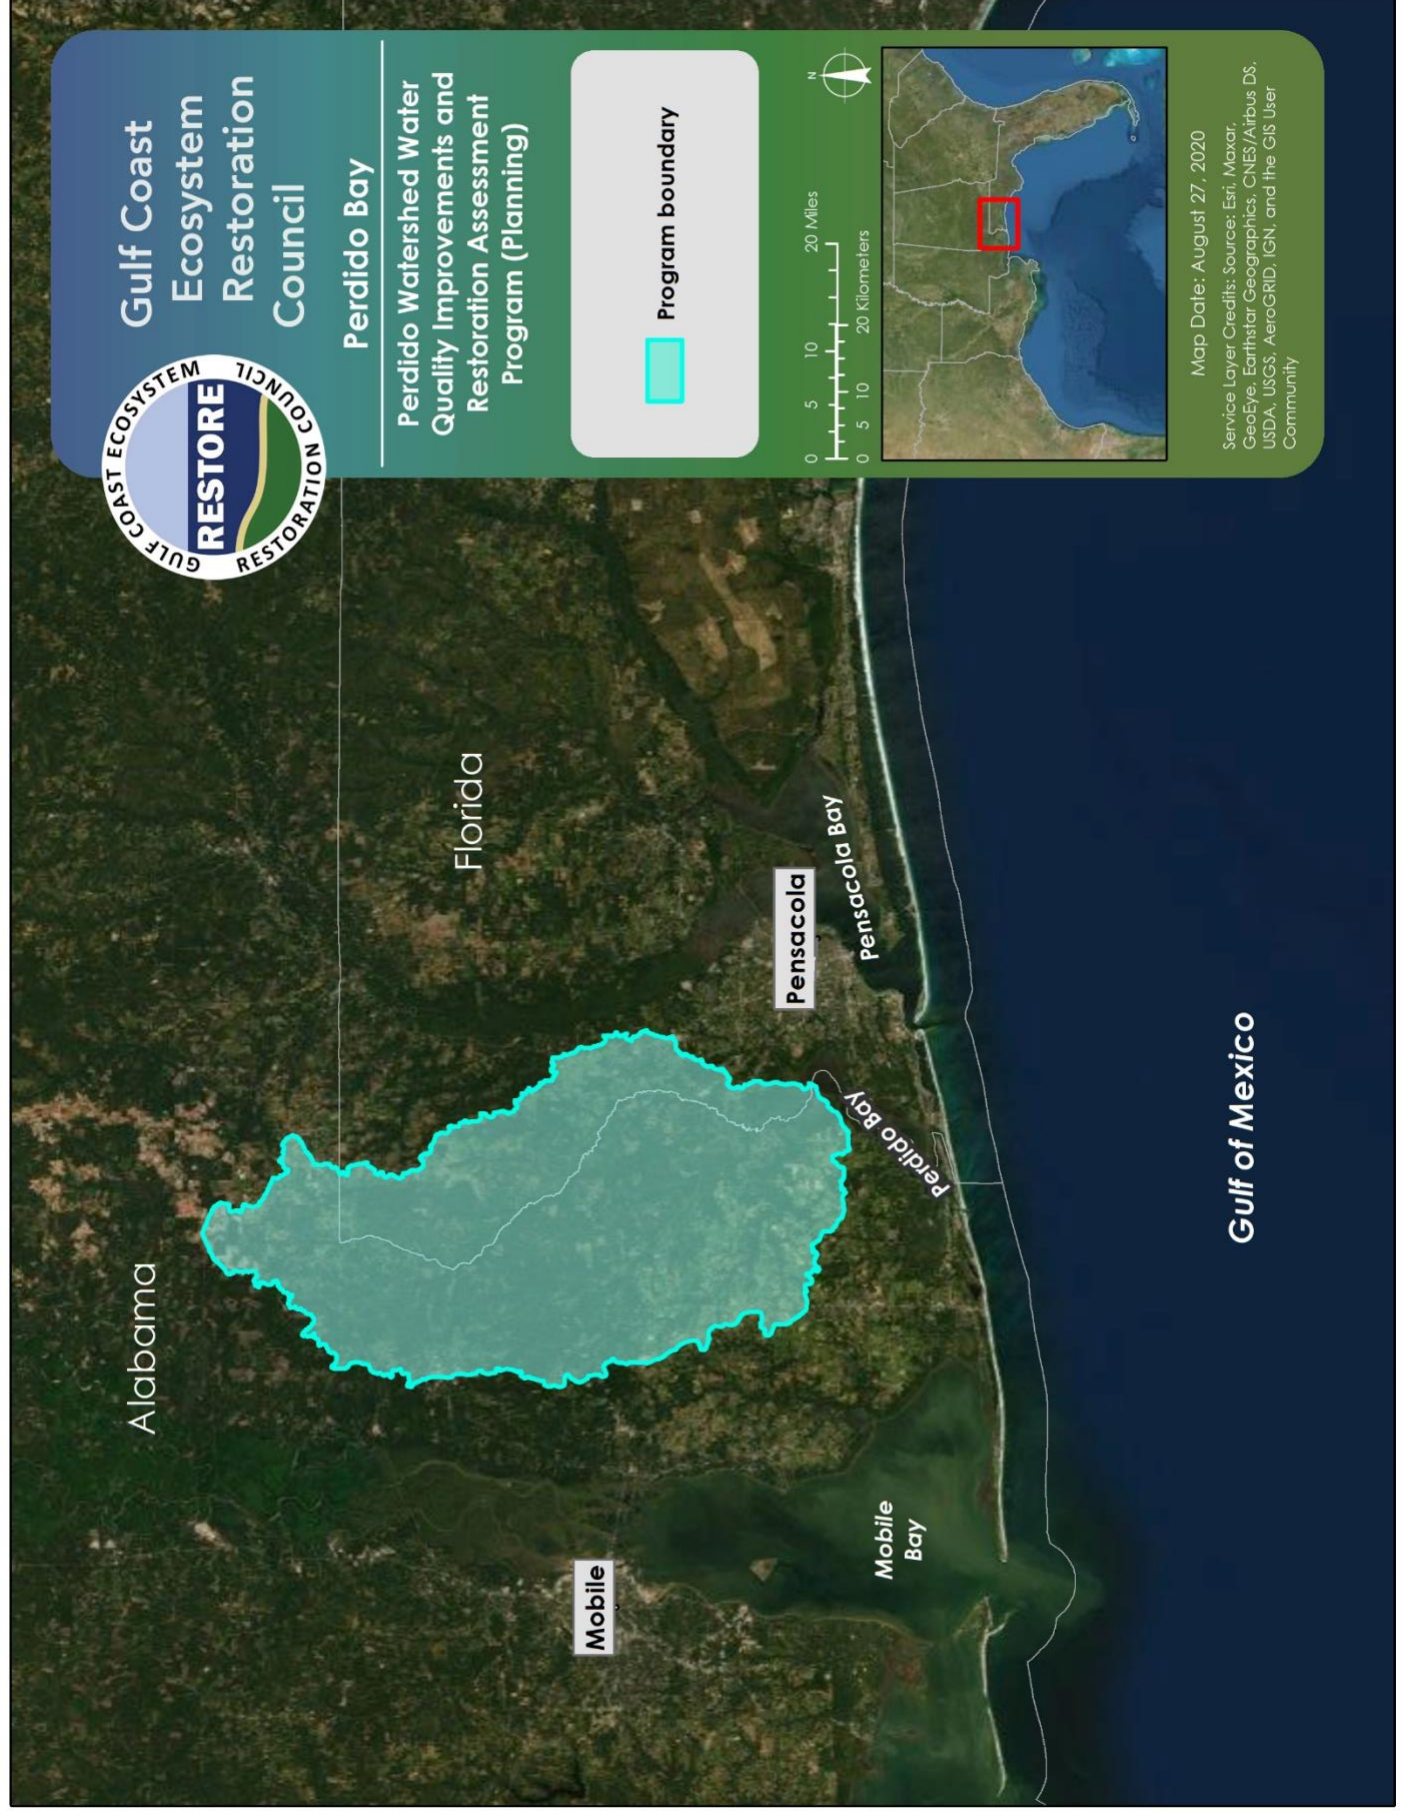 Gulf Coast
Ecosystem
Restoration
Council
GULF COAST ECOSYSTEM
RESTORE
RESTORATION COUNCIL
Perdido Bay
Perdido Watershed Water
Quality Improvements and
Restoration Assessment
Program (Planning)
Program boundary
0 5 10 20 Miles
0 5 10 20 Kilometers
N
Map Date: August 27, 2020
Service Layer Credits: Source: Esri, Maxar,
GeoEye, Earthstar Geographics, CNES/Airbus DS,
USDA, USGS, AeroGRID, IGN, and the GIS User
Community
Alabama
Florida
Mobile
Pensacola
Pensacola Bay
Perdido Bay
Mobile
Bay
Gulf of Mexico